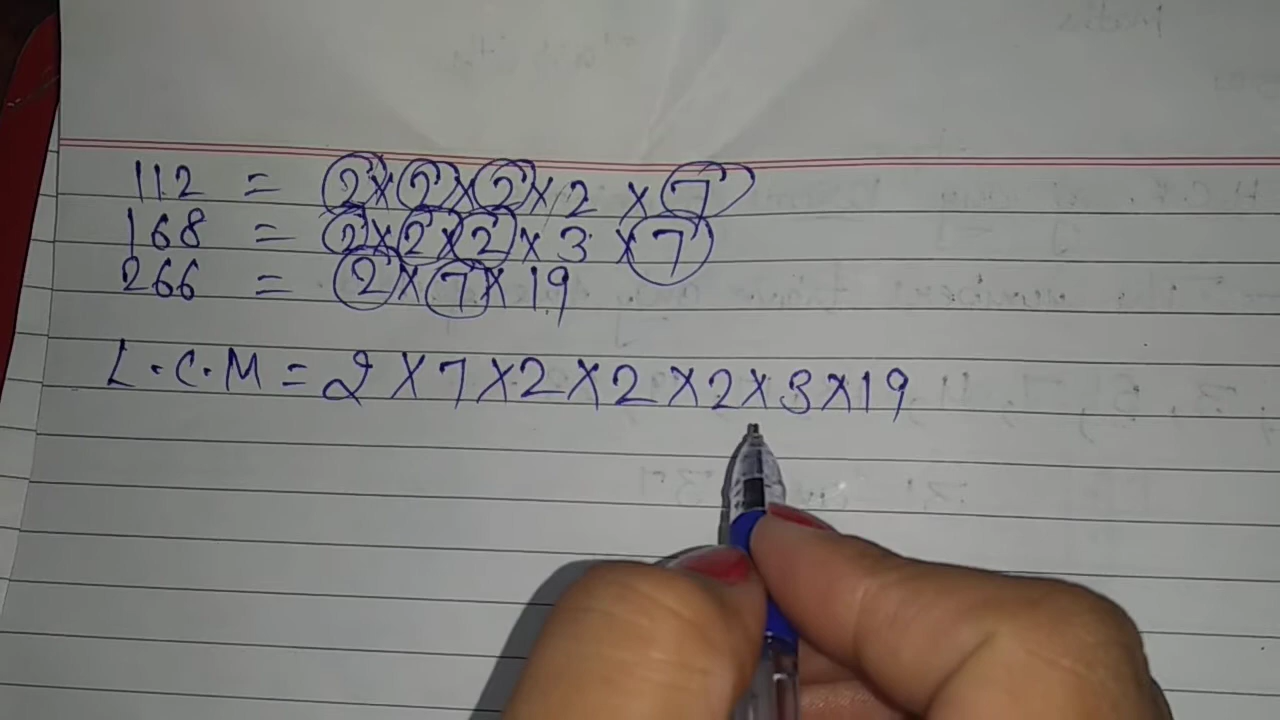 112 = 2×2×2×2×7
168 = 2×2×2×3×7
266 = 2×7×19
L.C.M = 2×7×2×2×2×3×19